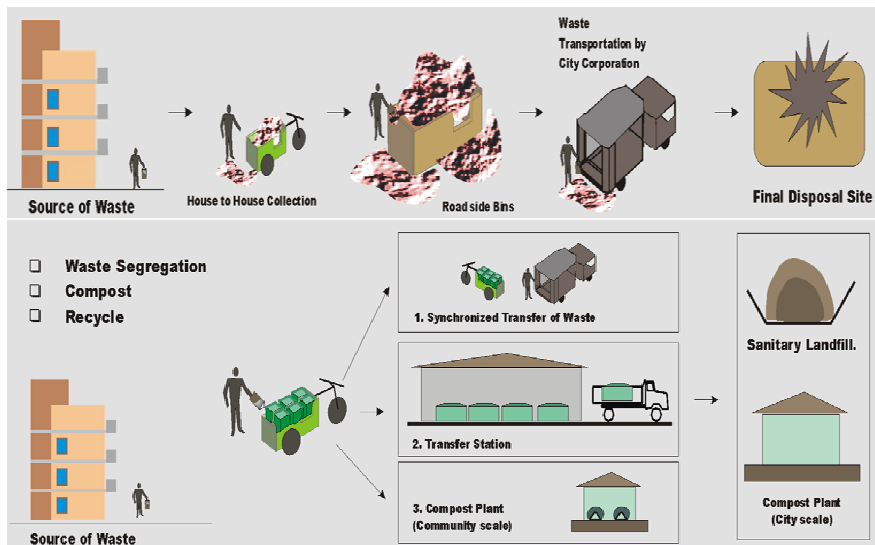 Waste
Transportation by
City Corporation
Source of Waste
House to House Collection
Road side Bins
Final Disposal Site
❑ Waste Segregation
❑ Compost
❑ Recycle
1. Synchronized Transfer of Waste
2. Transfer Station
3. Compost Plant
(Community scale)
Sanitary Landfill.
Compost Plant
(City scale)
Source of Waste